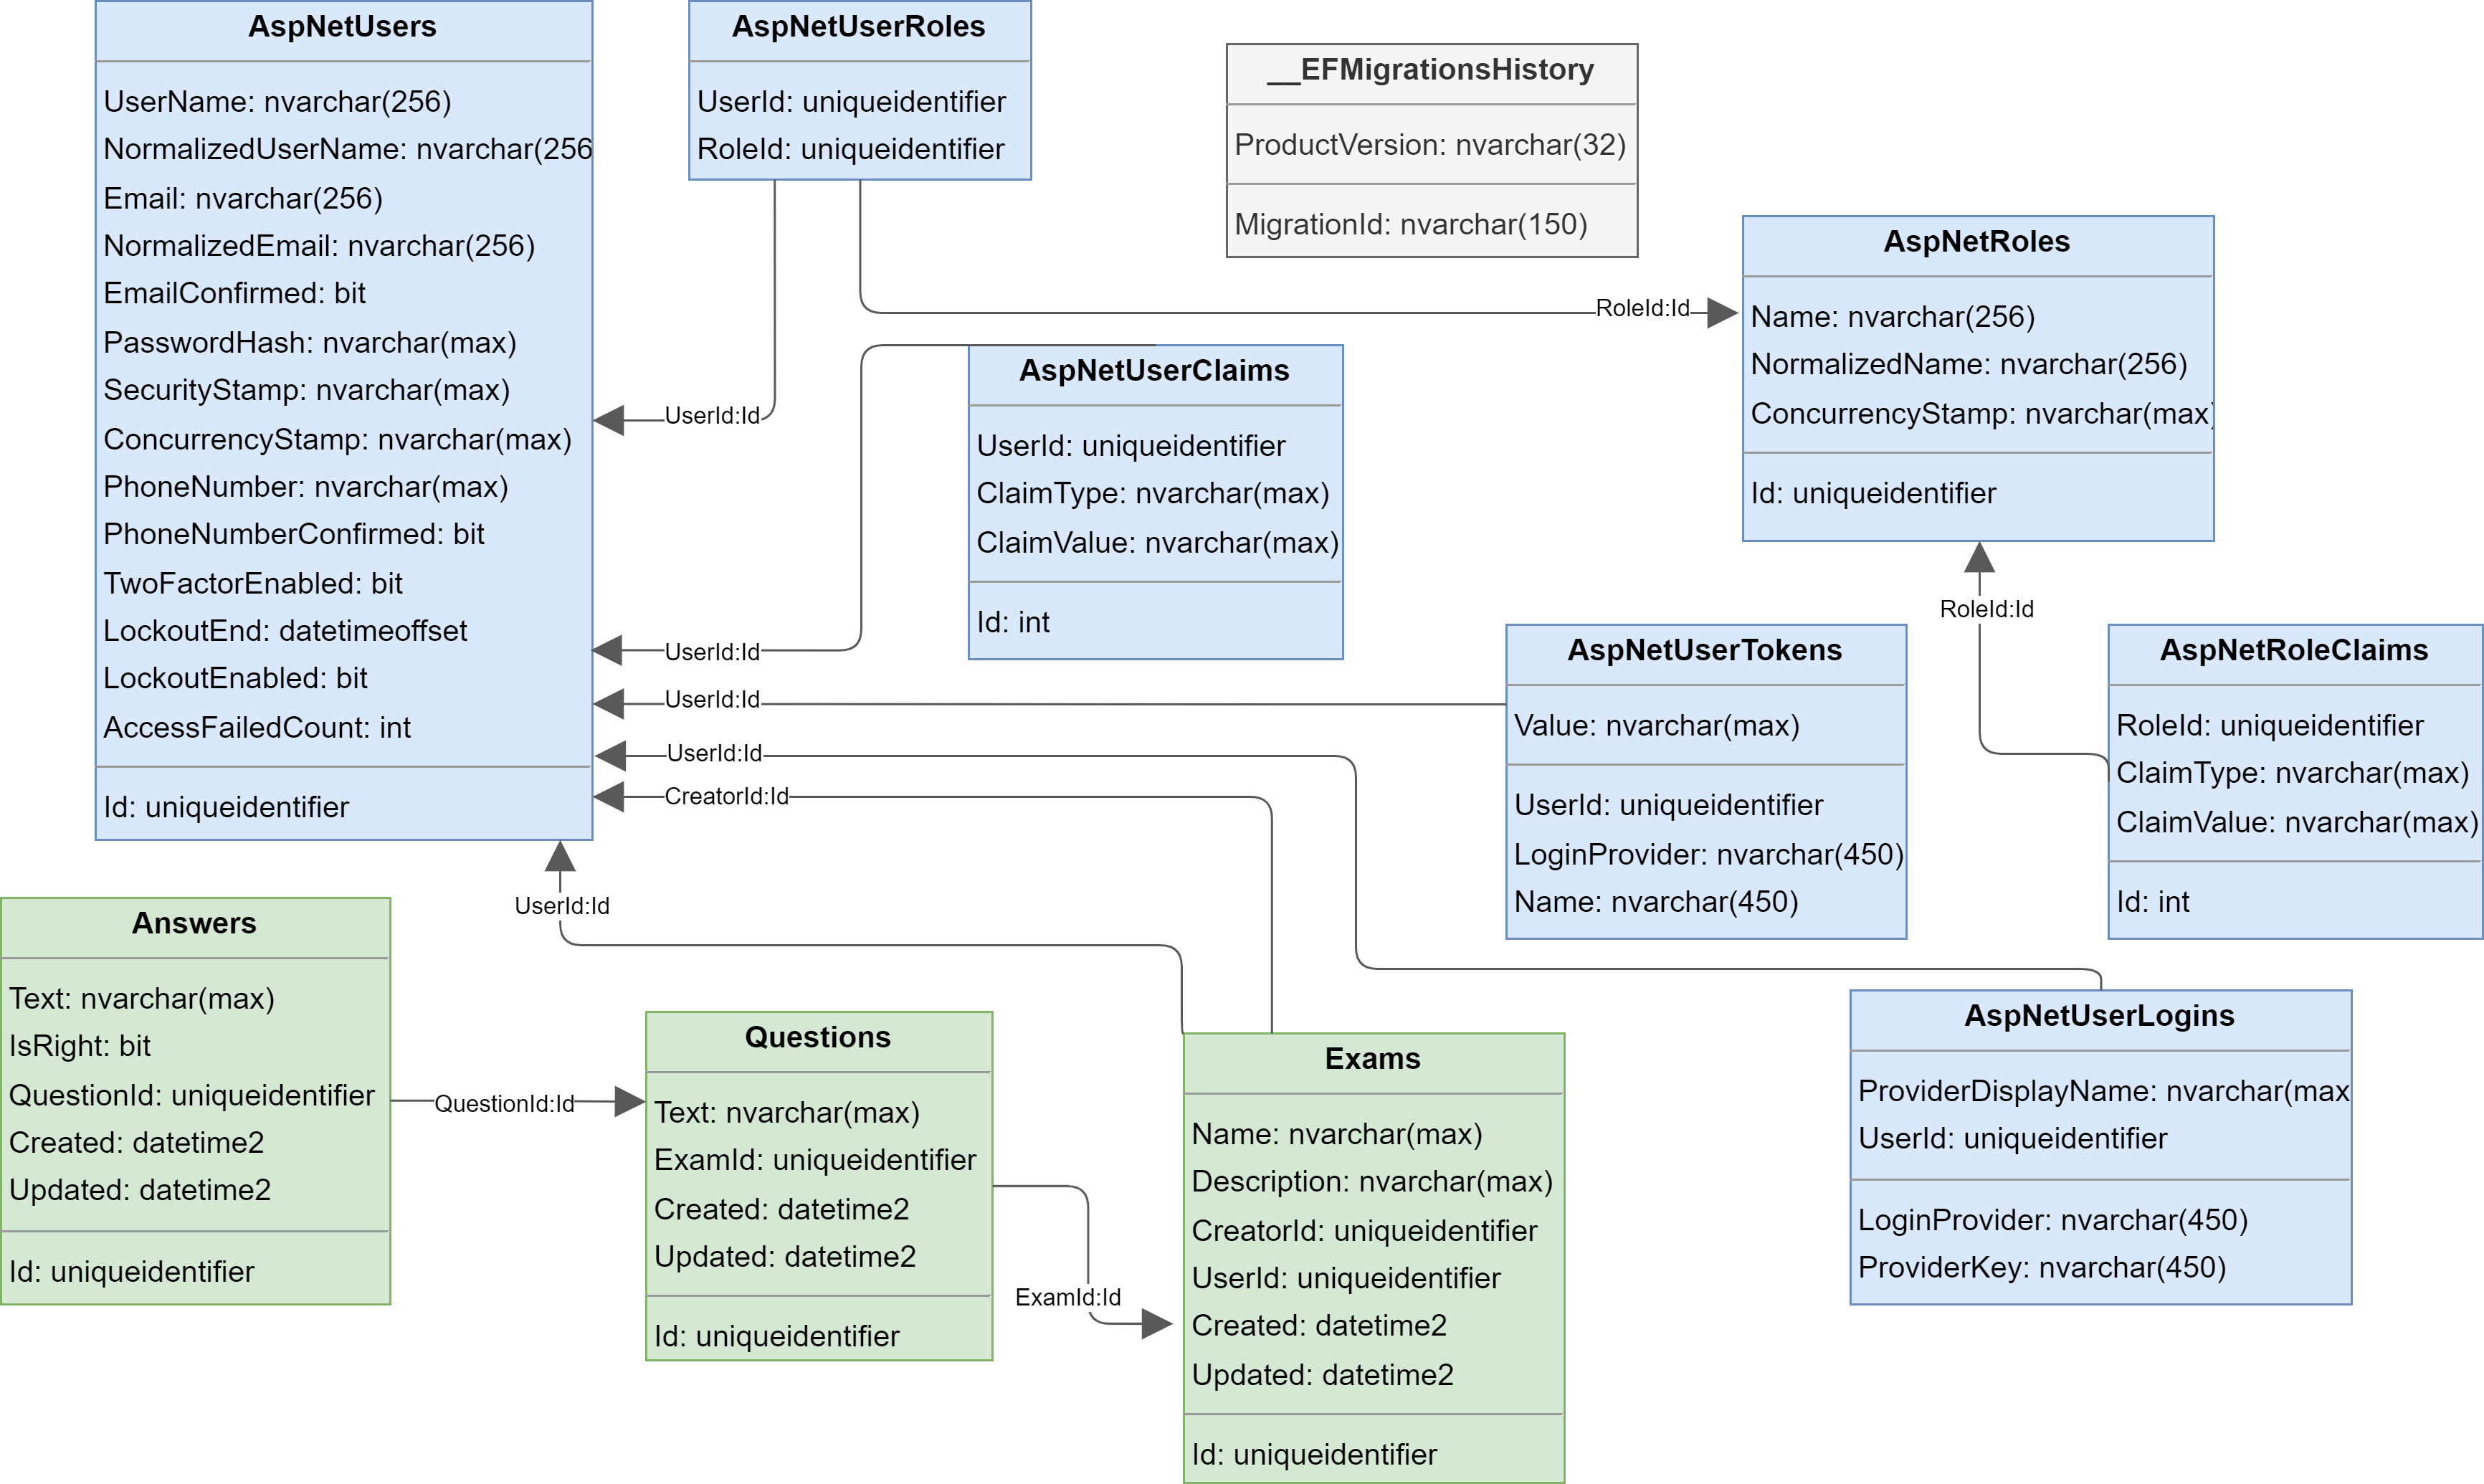 AspNetUsers
UserName: nvarchar(256)
NormalizedUserName: nvarchar(256
Email: nvarchar(256)
NormalizedEmail: nvarchar(256)
EmailConfirmed: bit
PasswordHash: nvarchar(max)
SecurityStamp: nvarchar(max)
ConcurrencyStamp: nvarchar(max)
PhoneNumber: nvarchar(max)
PhoneNumberConfirmed: bit
TwoFactorEnabled: bit
LockoutEnd: datetimeoffset
LockoutEnabled: bit
AccessFailedCount: int
Id: uniqueidentifier
AspNetUserRoles
UserId: uniqueidentifier
RoleId: uniqueidentifier
__EFMigrationsHistory
ProductVersion: nvarchar(32)
MigrationId: nvarchar(150)
AspNetRoles
Name: nvarchar(256)
NormalizedName: nvarchar(256)
ConcurrencyStamp: nvarchar(max)
Id: uniqueidentifier
RoleId:Id
UserId:Id
AspNetUserClaims
UserId: uniqueidentifier
ClaimType: nvarchar(max)
ClaimValue: nvarchar(max)
Id: int
UserId:Id
UserId:Id
UserId:Id
CreatorId:Id
UserId:Id
RoleId:Id
AspNetUserTokens
Value: nvarchar(max)
UserId: uniqueidentifier
LoginProvider: nvarchar(450)
Name: nvarchar(450)
AspNetRoleClaims
RoleId: uniqueidentifier
ClaimType: nvarchar(max)
ClaimValue: nvarchar(max)
Id: int
Answers
Text: nvarchar(max)
IsRight: bit
QuestionId: uniqueidentifier
Created: datetime2
Updated: datetime2
Id: uniqueidentifier
QuestionId:Id
Questions
Text: nvarchar(max)
ExamId: uniqueidentifier
Created: datetime2
Updated: datetime2
Id: uniqueidentifier
ExamId:Id
Exams
Name: nvarchar(max)
Description: nvarchar(max)
CreatorId: uniqueidentifier
UserId: uniqueidentifier
Created: datetime2
Updated: datetime2
Id: uniqueidentifier
AspNetUserLogins
ProviderDisplayName: nvarchar(max
UserId: uniqueidentifier
LoginProvider: nvarchar(450)
ProviderKey: nvarchar(450)